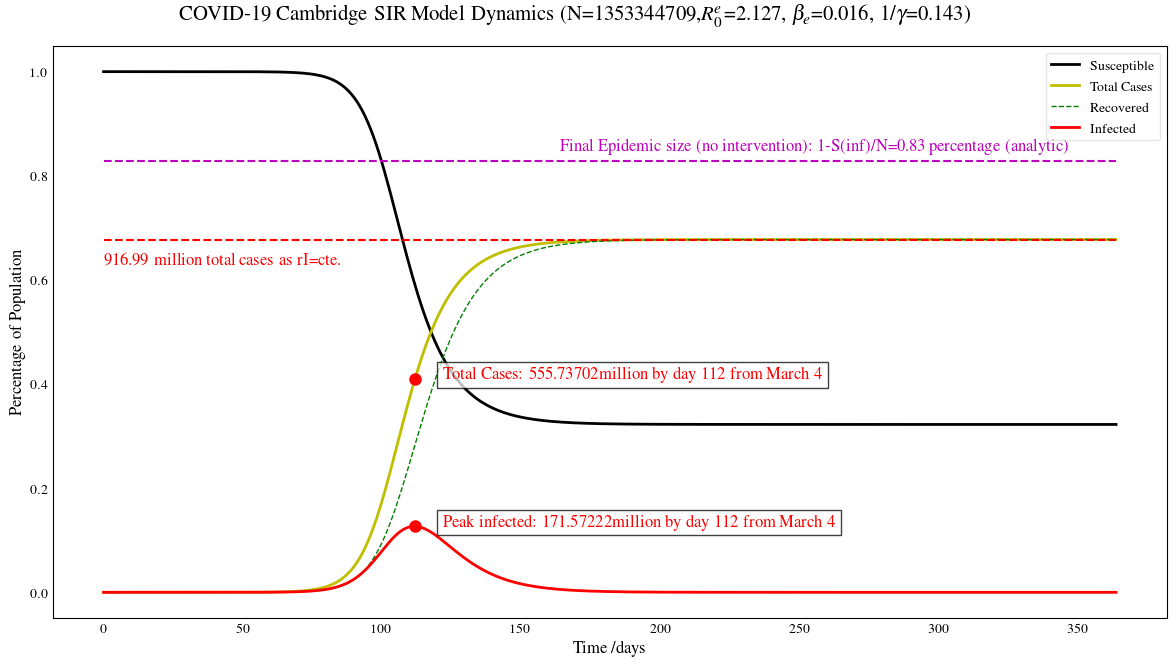 COVID-19 Cambridge SIR Model Dynamics (N=1353344709,R₀ᵉ=2.127, βₑ=0.016, 1/γ=0.143)
Susceptible
Total Cases
Recovered
Infected
Final Epidemic size (no intervention): 1-S(inf)/N=0.83 percentage (analytic)
916.99 million total cases as rI=cte.
Total Cases: 555.73702million by day 112 from March 4
Peak infected: 171.57222million by day 112 from March 4
Percentage of Population
1.0
0.8
0.6
0.4
0.2
0.0
0 50 100 150 200 250 300 350
Time /days